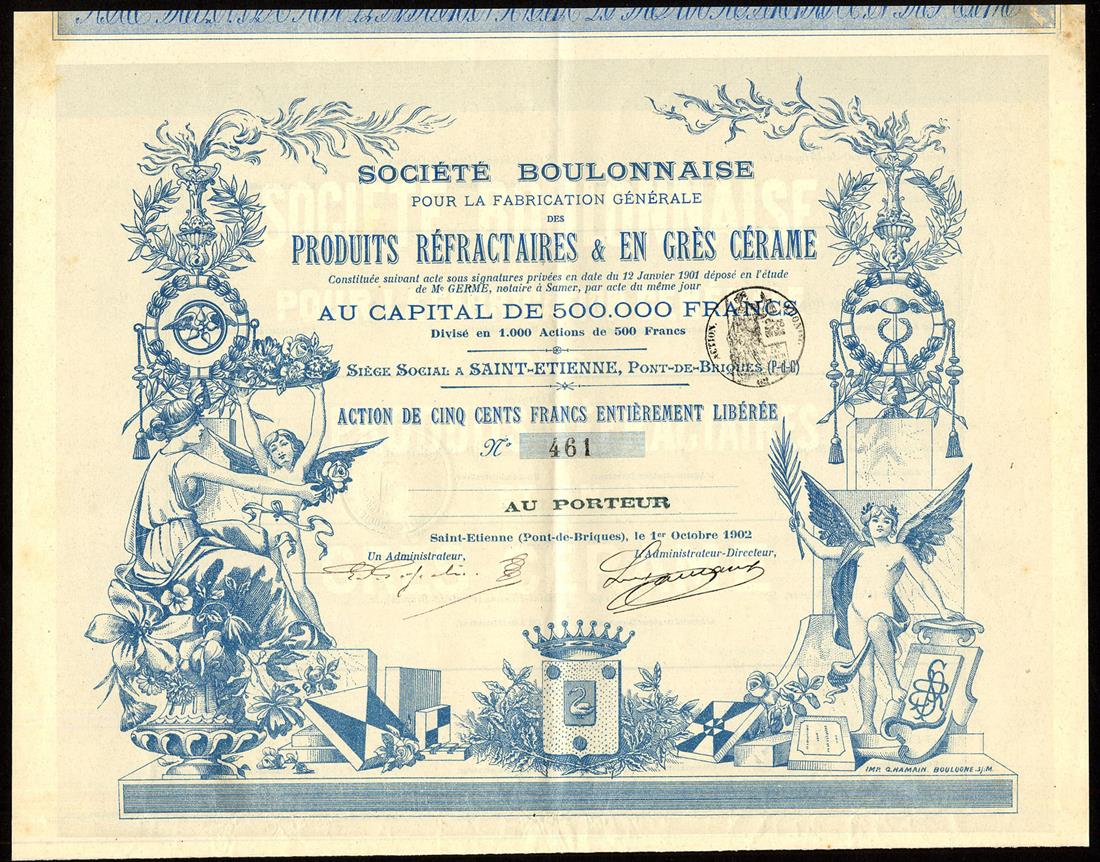 SOCIÉTÉ BOULONNAISE
POUR LA FABRICATION GÉNÉRALE
DES
PRODUITS RÉFRACTAIRES & EN GRÈS CÉRAME
Constituée suivant acte sous signatures privées en date du 12 Janvier 1901 déposé en l'étude
de Me GERME, notaire à Samer, par acte du même jour
AU CAPITAL DE 500.000 FRANCS
Divisé en 1.000 Actions de 500 Francs
SIÈGE SOCIAL A SAINT-ETIENNE, PONT-DE-BRIQUES (P-d-C)
ACTION DE CINQ CENTS FRANCS ENTIÈREMENT LIBÉRÉE
No 461
AU PORTEUR
Saint-Etienne (Pont-de-Briques), le 1er Octobre 1902
Un Administrateur, L'Administrateur-Directeur,
IMP. G. HAMAIN. BOULOGNE S/M.